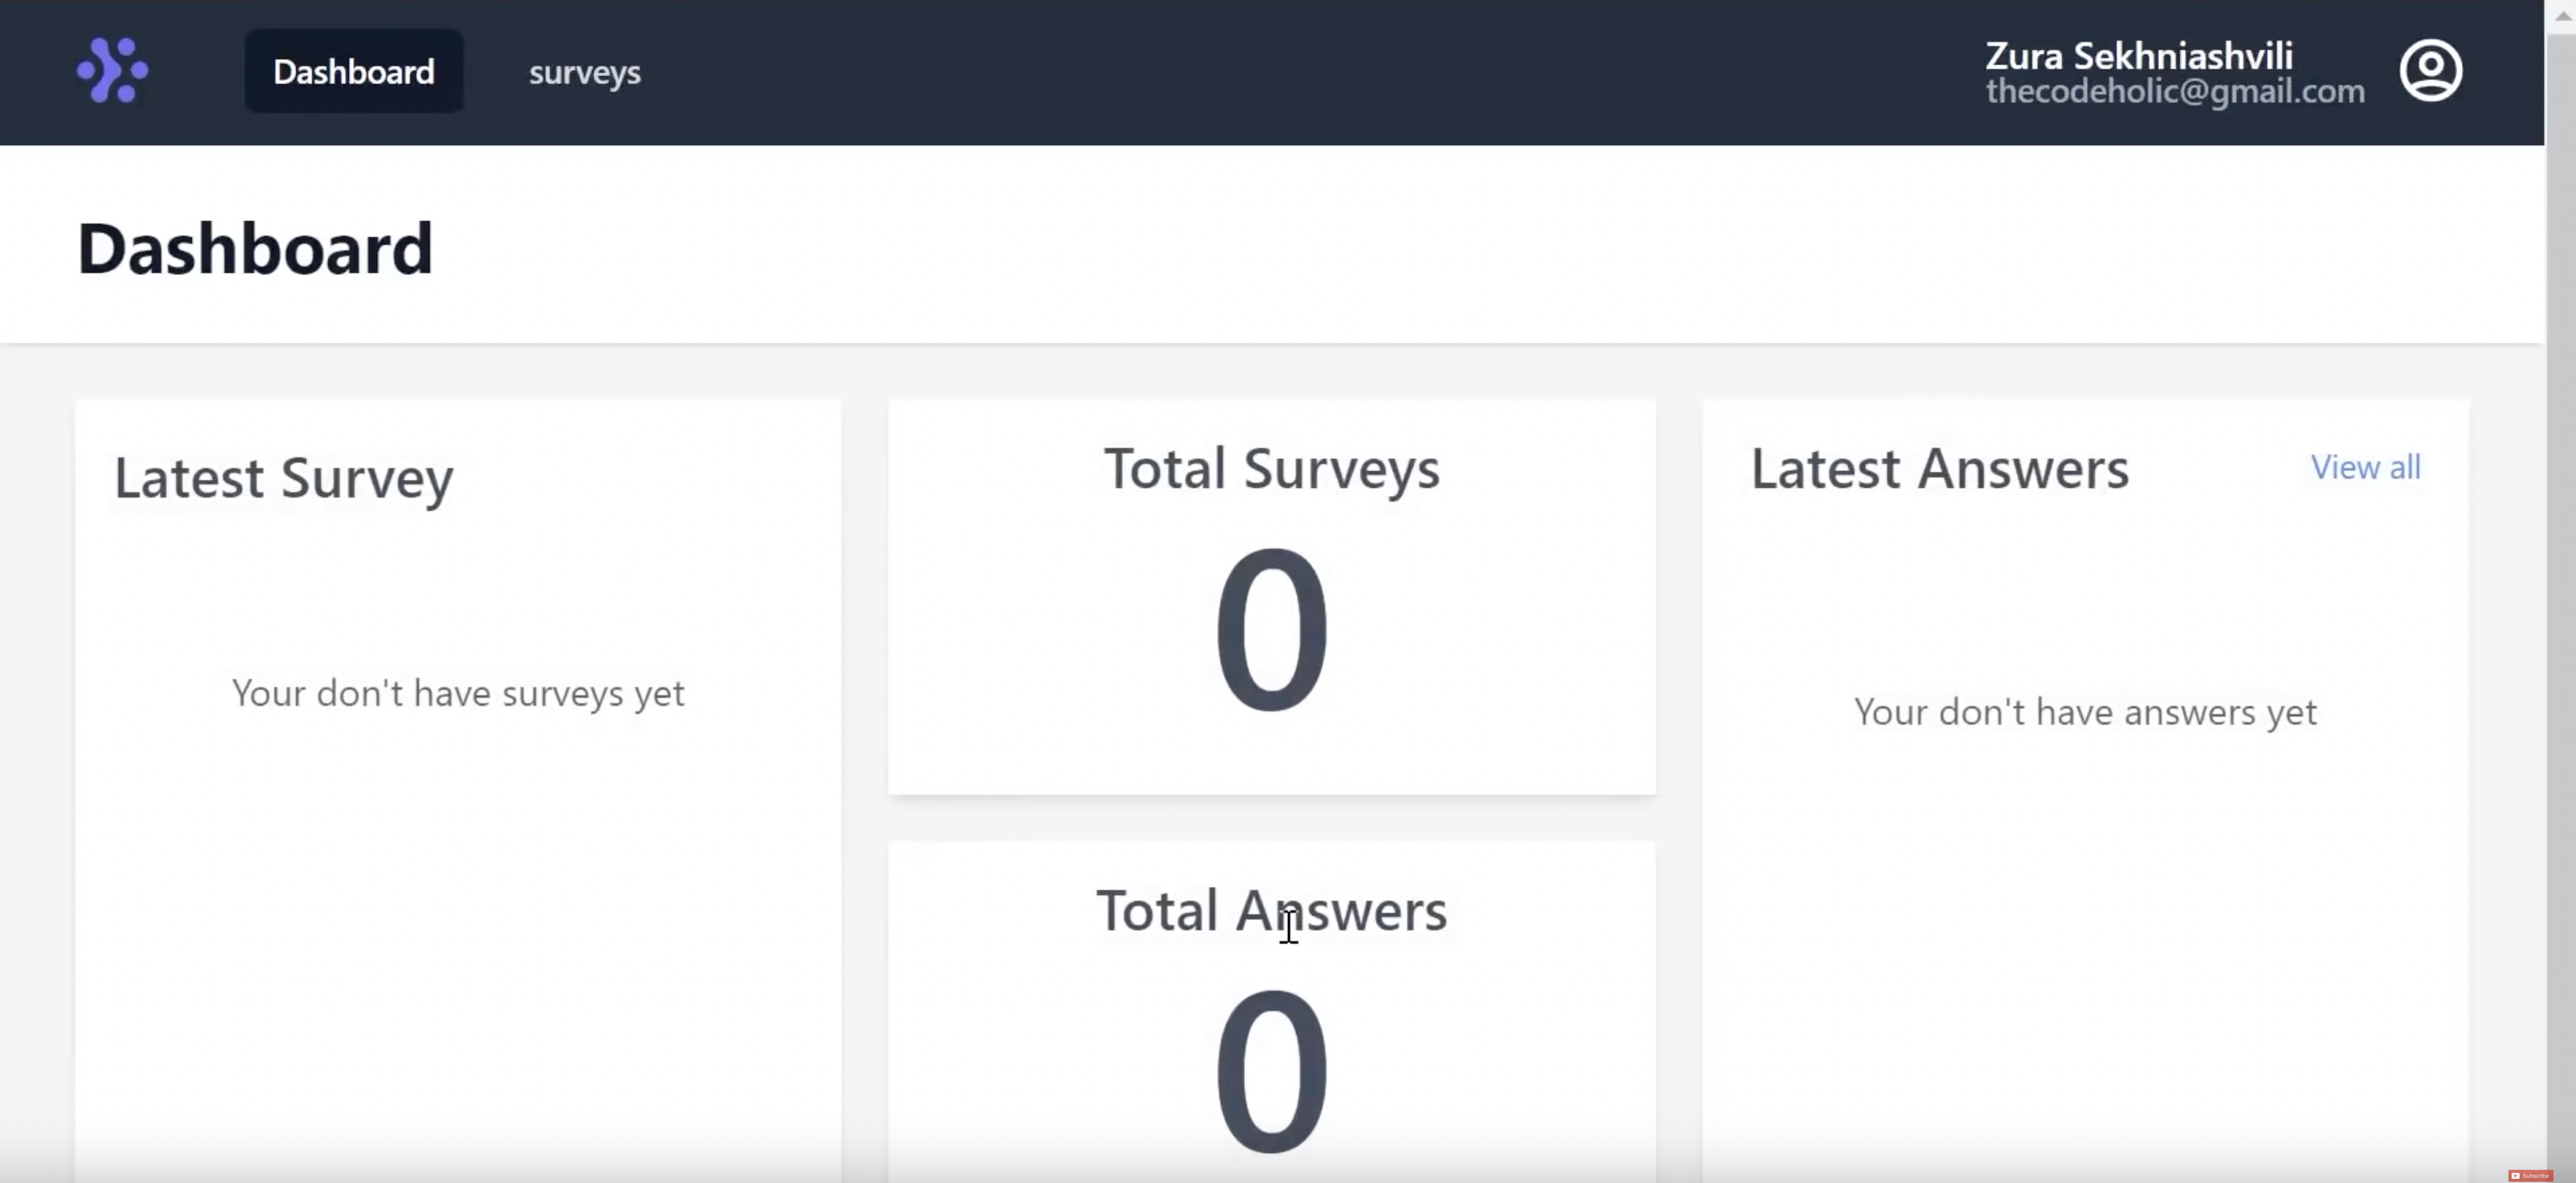 Dashboard
surveys
Zura Sekhniashvili
thecodeholic@gmail.com
Dashboard
Latest Survey
Your don't have surveys yet
Total Surveys
0
Total Answers
0
Latest Answers
View all
Your don't have answers yet
Subscribe